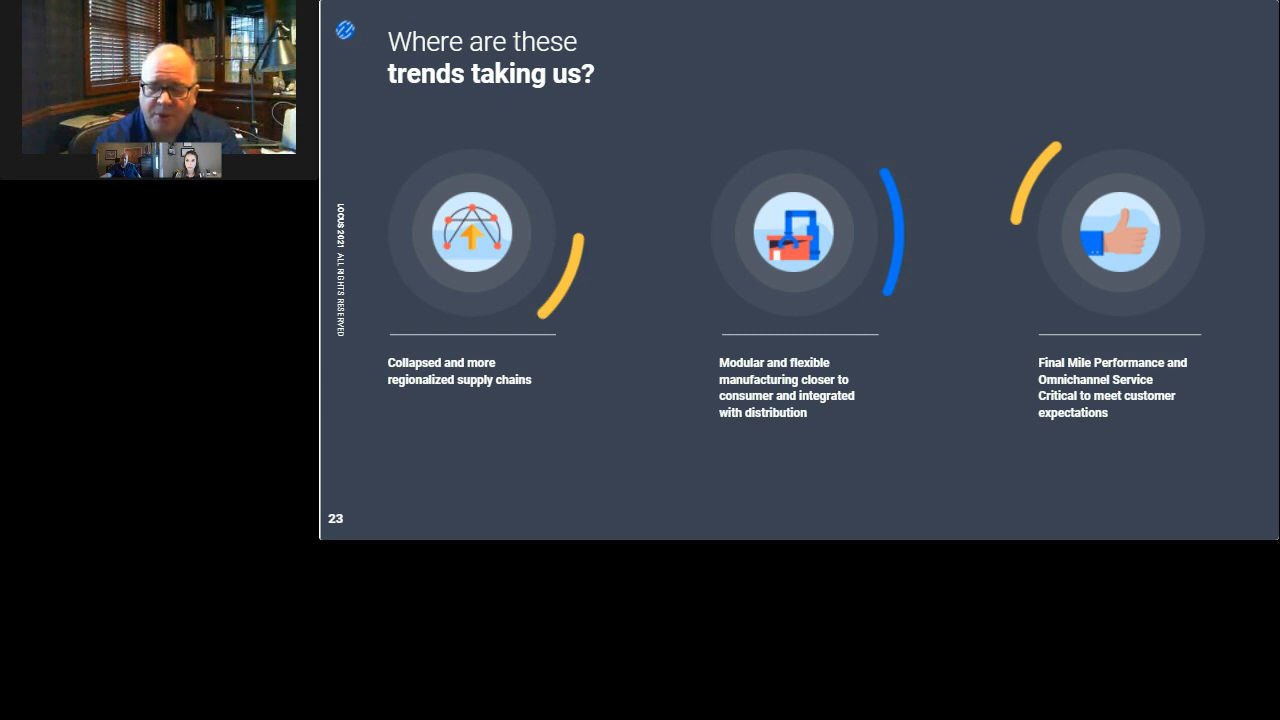 Where are these
trends taking us?
LOCUS 2021 ALL RIGHTS RESERVED
Collapsed and more
regionalized supply chains
Modular and flexible
manufacturing closer to
consumer and integrated
with distribution
Final Mile Performance and
Omnichannel Service
Critical to meet customer
expectations
23